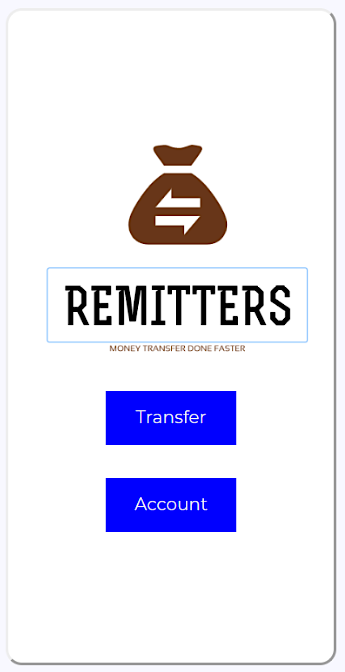 REMITTERS
MONEY TRANSFER DONE FASTER
Transfer
Account